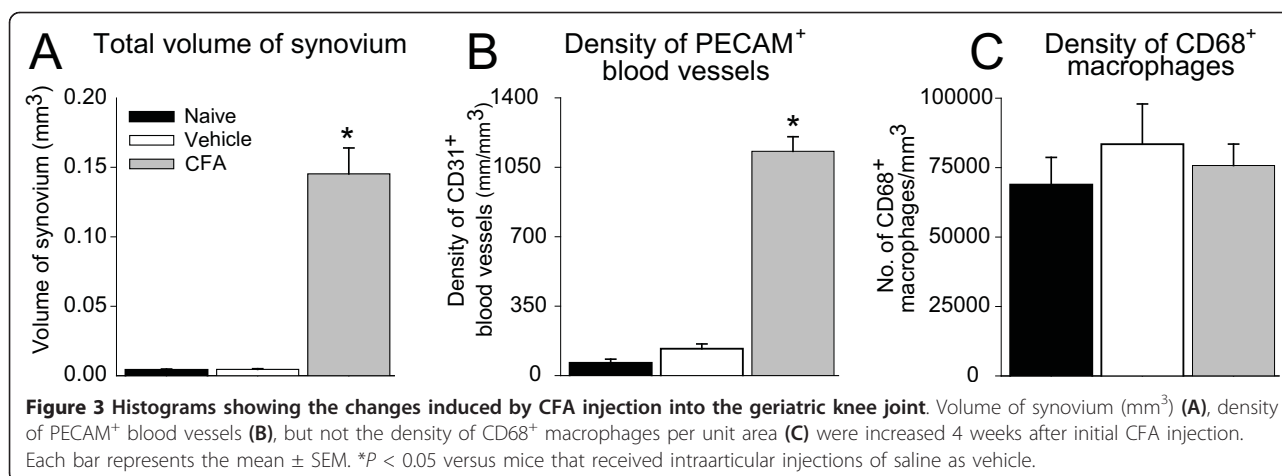 A Total volume of synovium
Volume of synovium (mm³)
0.20
0.15
0.10
0.05
0.00
Naive
Vehicle
CFA
*
B Density of PECAM⁺
blood vessels
Density of CD31⁺
blood vessels (mm/mm³)
1400
1050
700
350
0
*
C Density of CD68⁺
macrophages
No. of CD68⁺
macrophages/mm³
100000
75000
50000
25000
0
Figure 3 Histograms showing the changes induced by CFA injection into the geriatric knee joint. Volume of synovium (mm³) (A), density
of PECAM⁺ blood vessels (B), but not the density of CD68⁺ macrophages per unit area (C) were increased 4 weeks after initial CFA injection.
Each bar represents the mean ± SEM. *P < 0.05 versus mice that received intraarticular injections of saline as vehicle.